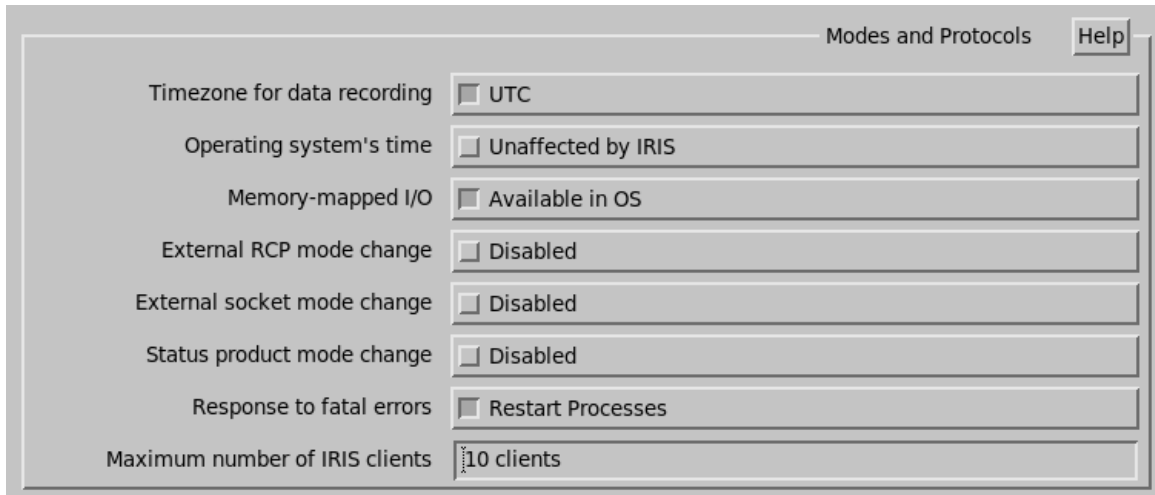 Modes and Protocols Help
Timezone for data recording UTC
Operating system's time Unaffected by IRIS
Memory-mapped I/O Available in OS
External RCP mode change Disabled
External socket mode change Disabled
Status product mode change Disabled
Response to fatal errors Restart Processes
Maximum number of IRIS clients 10 clients